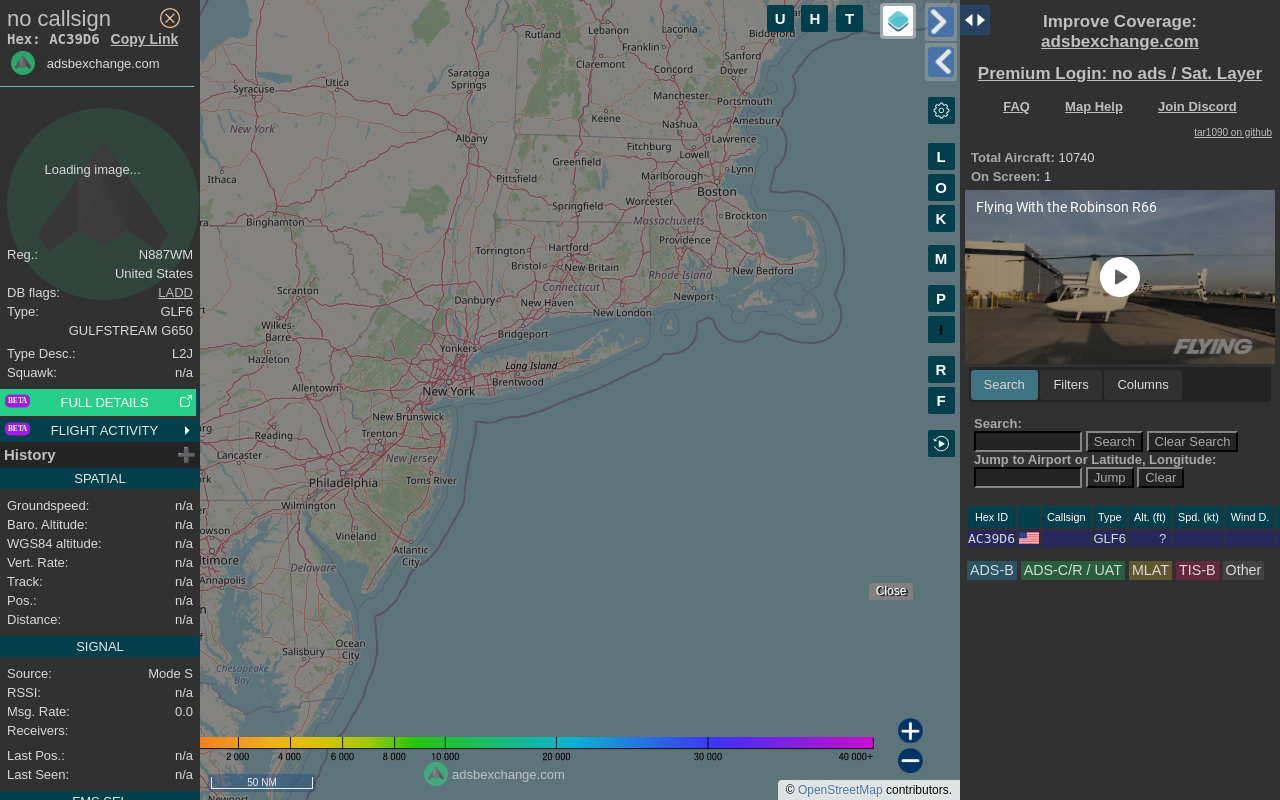 no callsign
Hex: AC39D6 Copy Link
adsbexchange.com
Loading image...
Reg.: N887WM
United States
DB flags: LADD
Type: GLF6
GULFSTREAM G650
Type Desc.: L2J
Squawk: n/a
BETA FULL DETAILS
BETA FLIGHT ACTIVITY
History
SPATIAL
Groundspeed: n/a
Baro. Altitude: n/a
WGS84 altitude: n/a
Vert. Rate: n/a
Track: n/a
Pos.: n/a
Distance: n/a
SIGNAL
Source: Mode S
RSSI: n/a
Msg. Rate: 0.0
Receivers:
Last Pos.: n/a
Last Seen: n/a
FMS SEL
U H T
L
O
K
M
P
I
R
F
Rutland
Lebanon
Laconia
Biddeford
Franklin
Claremont
Concord
Sanford
Dover
Saratoga
Springs
Utica
Syracuse
Manchester
Portsmouth
Keene
Nashua
Amesbury
New York
Albany
Fitchburg
Lawrence
Lowell
Greenfield
Ithaca
Pittsfield
Marlborough
Lynn
Boston
Worcester
Springfield
Massachusetts
Brockton
Binghamton
Providence
Torrington
Hartford
Bristol
New Britain
Rhode Island
New Bedford
Connecticut
Scranton
Danbury
New Haven
Newport
New London
Wilkes-
Barre
Bridgeport
Yonkers
Hazleton
Long Island
Brentwood
Allentown
New York
New Brunswick
Reading
Trenton
Lancaster
New Jersey
Toms River
Philadelphia
Wilmington
Vineland
Atlantic
City
Annapolis
Delaware
Ocean
City
Salisbury
Chesapeake
Bay
Close
2 000 4 000 6 000 8 000 10 000 20 000 30 000 40 000+
50 NM
adsbexchange.com
© OpenStreetMap contributors.
Improve Coverage:
adsbexchange.com
Premium Login: no ads / Sat. Layer
FAQ Map Help Join Discord
tar1090 on github
Total Aircraft: 10740
On Screen: 1
Flying With the Robinson R66
FLYING
Search Filters Columns
Search:
Search Clear Search
Jump to Airport or Latitude, Longitude:
Jump Clear
Hex ID Callsign Type Alt. (ft) Spd. (kt) Wind D.
AC39D6 GLF6 ?
ADS-B ADS-C/R / UAT MLAT TIS-B Other